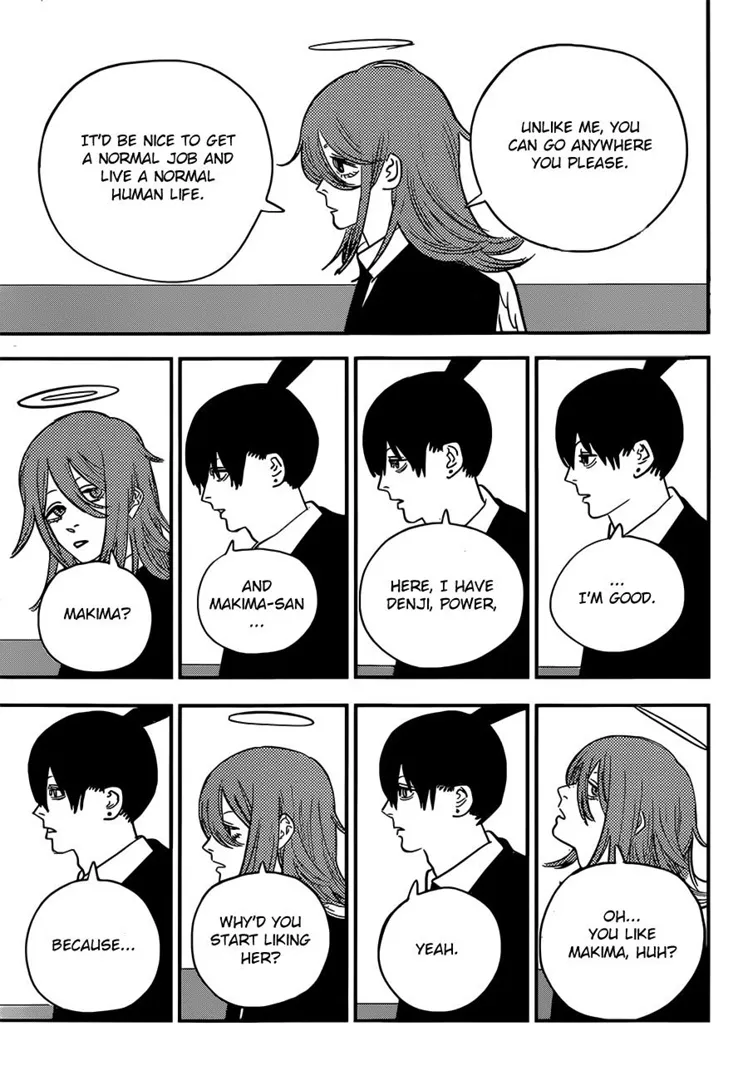 UNLIKE ME, YOU
CAN GO ANYWHERE
YOU PLEASE.
IT'D BE NICE TO GET
A NORMAL JOB AND
LIVE A NORMAL
HUMAN LIFE.
...
I'M GOOD.
HERE, I HAVE
DENJI, POWER,
AND
MAKIMA-SAN
...
MAKIMA?
OH...
YOU LIKE
MAKIMA, HUH?
YEAH.
WHY'D YOU
START LIKING
HER?
BECAUSE...